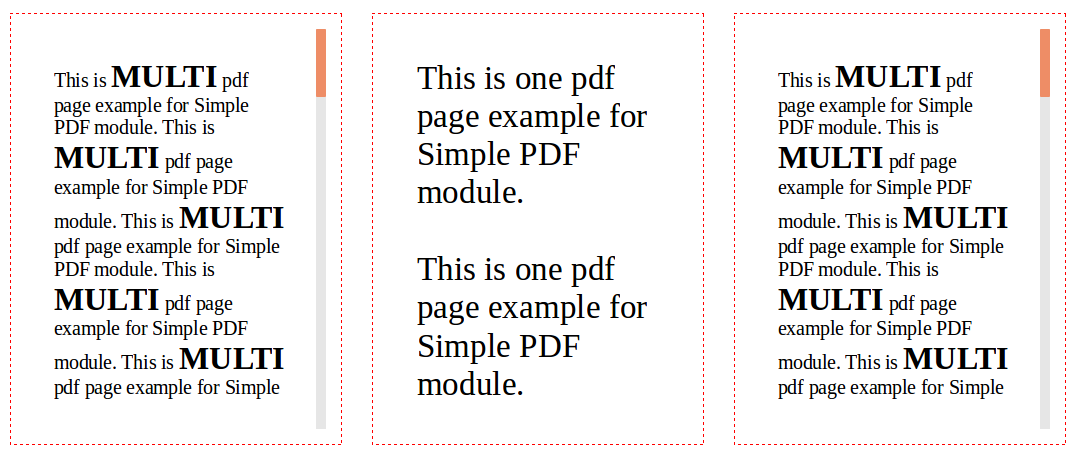 This is MULTI pdf
page example for Simple
PDF module. This is
MULTI pdf page
example for Simple PDF
module. This is MULTI
pdf page example for Simple
PDF module. This is
MULTI pdf page
example for Simple PDF
module. This is MULTI
pdf page example for Simple
This is one pdf
page example for
Simple PDF
module.
This is one pdf
page example for
Simple PDF
module.
This is MULTI pdf
page example for Simple
PDF module. This is
MULTI pdf page
example for Simple PDF
module. This is MULTI
pdf page example for Simple
PDF module. This is
MULTI pdf page
example for Simple PDF
module. This is MULTI
pdf page example for Simple